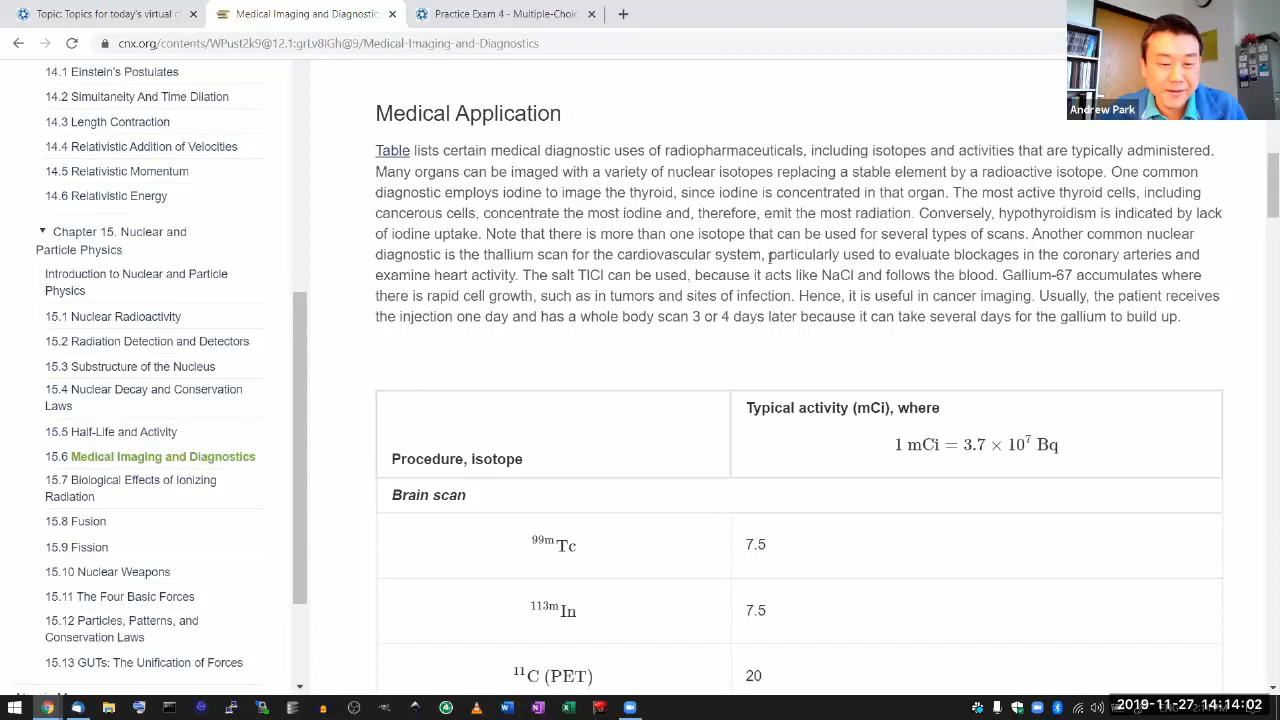 Topic: Topic for today's virtual cl
Medical Imaging and Diagnostic
Practice Exam 4 - Multiple-Choic
cnx.org/contents/WPust2k9@12.1:grLv8IGh@9/Medical-Imaging-and-Diagnostics
Andrew Park
14.1 Einstein's Postulates
14.2 Simultaneity And Time Dilation
14.3 Length Contraction
14.4 Relativistic Addition of Velocities
14.5 Relativistic Momentum
14.6 Relativistic Energy
Chapter 15. Nuclear and
Particle Physics
Introduction to Nuclear and Particle
Physics
15.1 Nuclear Radioactivity
15.2 Radiation Detection and Detectors
15.3 Substructure of the Nucleus
15.4 Nuclear Decay and Conservation
Laws
15.5 Half-Life and Activity
15.6 Medical Imaging and Diagnostics
15.7 Biological Effects of Ionizing
Radiation
15.8 Fusion
15.9 Fission
15.10 Nuclear Weapons
15.11 The Four Basic Forces
15.12 Particles, Patterns, and
Conservation Laws
15.13 GUTs: The Unification of Forces
Medical Application
Table lists certain medical diagnostic uses of radiopharmaceuticals, including isotopes and activities that are typically administered.
Many organs can be imaged with a variety of nuclear isotopes replacing a stable element by a radioactive isotope. One common
diagnostic employs iodine to image the thyroid, since iodine is concentrated in that organ. The most active thyroid cells, including
cancerous cells, concentrate the most iodine and, therefore, emit the most radiation. Conversely, hypothyroidism is indicated by lack
of iodine uptake. Note that there is more than one isotope that can be used for several types of scans. Another common nuclear
diagnostic is the thallium scan for the cardiovascular system, particularly used to evaluate blockages in the coronary arteries and
examine heart activity. The salt TlCl can be used, because it acts like NaCl and follows the blood. Gallium-67 accumulates where
there is rapid cell growth, such as in tumors and sites of infection. Hence, it is useful in cancer imaging. Usually, the patient receives
the injection one day and has a whole body scan 3 or 4 days later because it can take several days for the gallium to build up.
Typical activity (mCi), where
1 mCi = 3.7 × 10⁷ Bq
Procedure, isotope
Brain scan
⁹⁹ᵐTc 7.5
¹¹³ᵐIn 7.5
¹¹C (PET) 20
2019-11-27 14:14:02